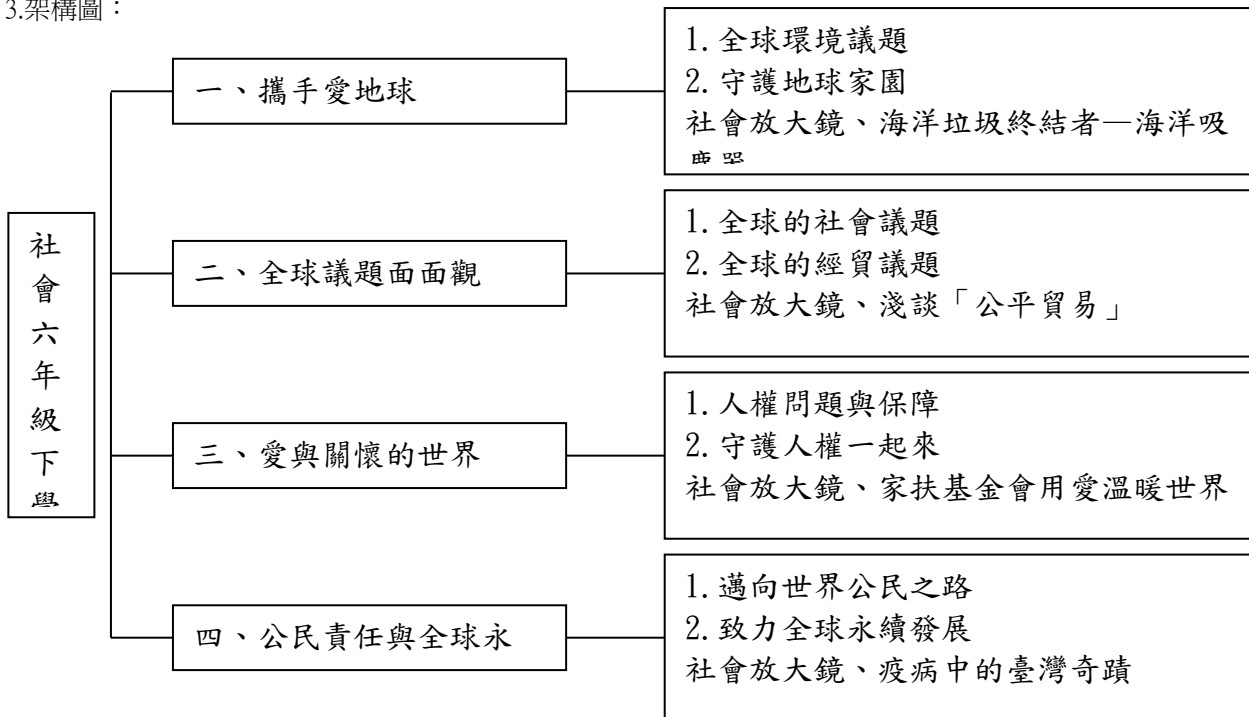 3.架構圖：
社會六年級下學
一、攜手愛地球
1.全球環境議題
2.守護地球家園
社會放大鏡、海洋垃圾終結者—海洋吸
二、全球議題面面觀
1.全球的社會議題
2.全球的經貿議題
社會放大鏡、淺談「公平貿易」
三、愛與關懷的世界
1.人權問題與保障
2.守護人權一起來
社會放大鏡、家扶基金會用愛溫暖世界
四、公民責任與全球永
1.邁向世界公民之路
2.致力全球永續發展
社會放大鏡、疫病中的臺灣奇蹟